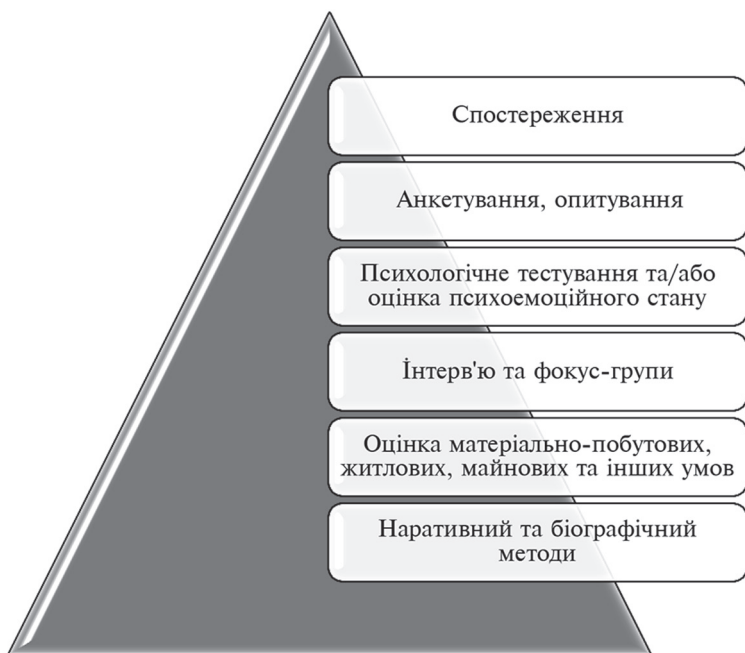 Спостереження
Анкетування, опитування
Психологічне тестування та/або
оцінка психоемоційного стану
Інтерв'ю та фокус-групи
Оцінка матеріально-побутових,
житлових, майнових та інших умов
Наративний та біографічний
методи